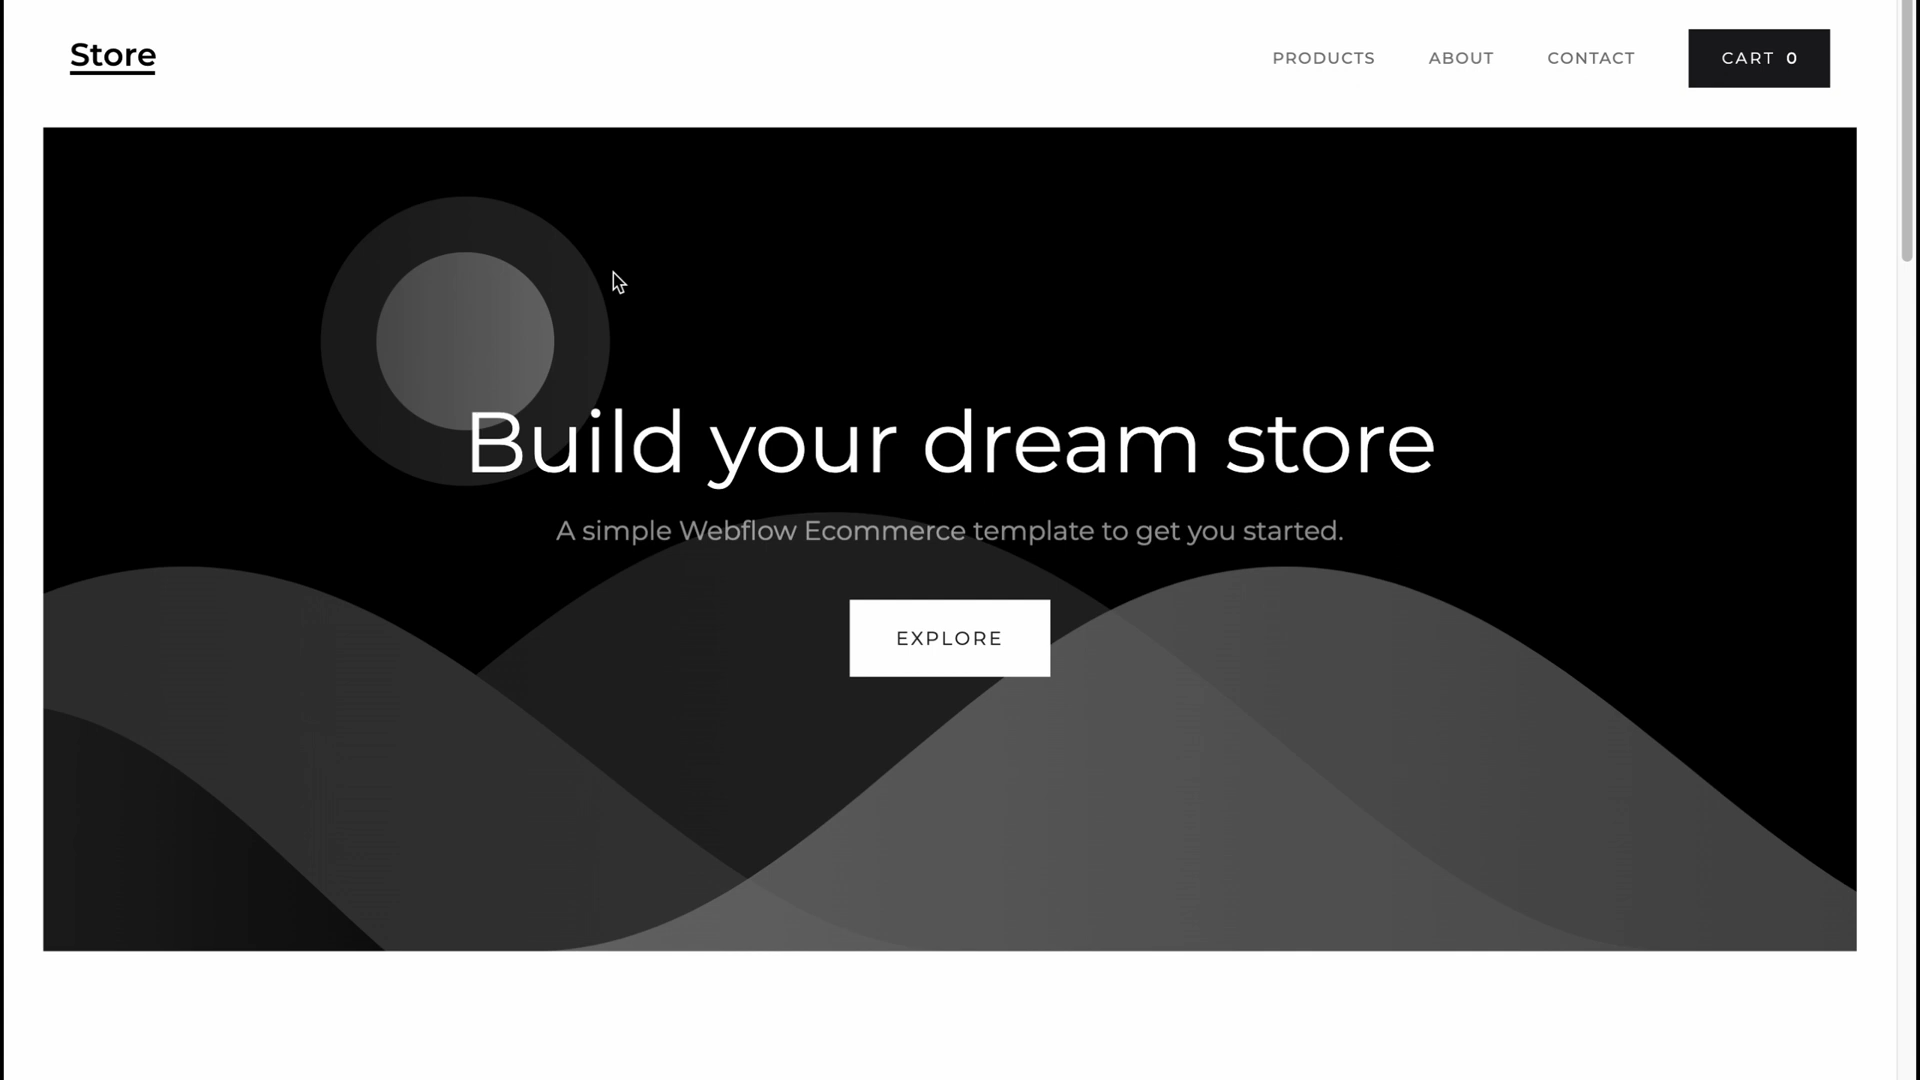 Store
PRODUCTS ABOUT CONTACT CART 0
Build your dream store
A simple Webflow Ecommerce template to get you started.
EXPLORE